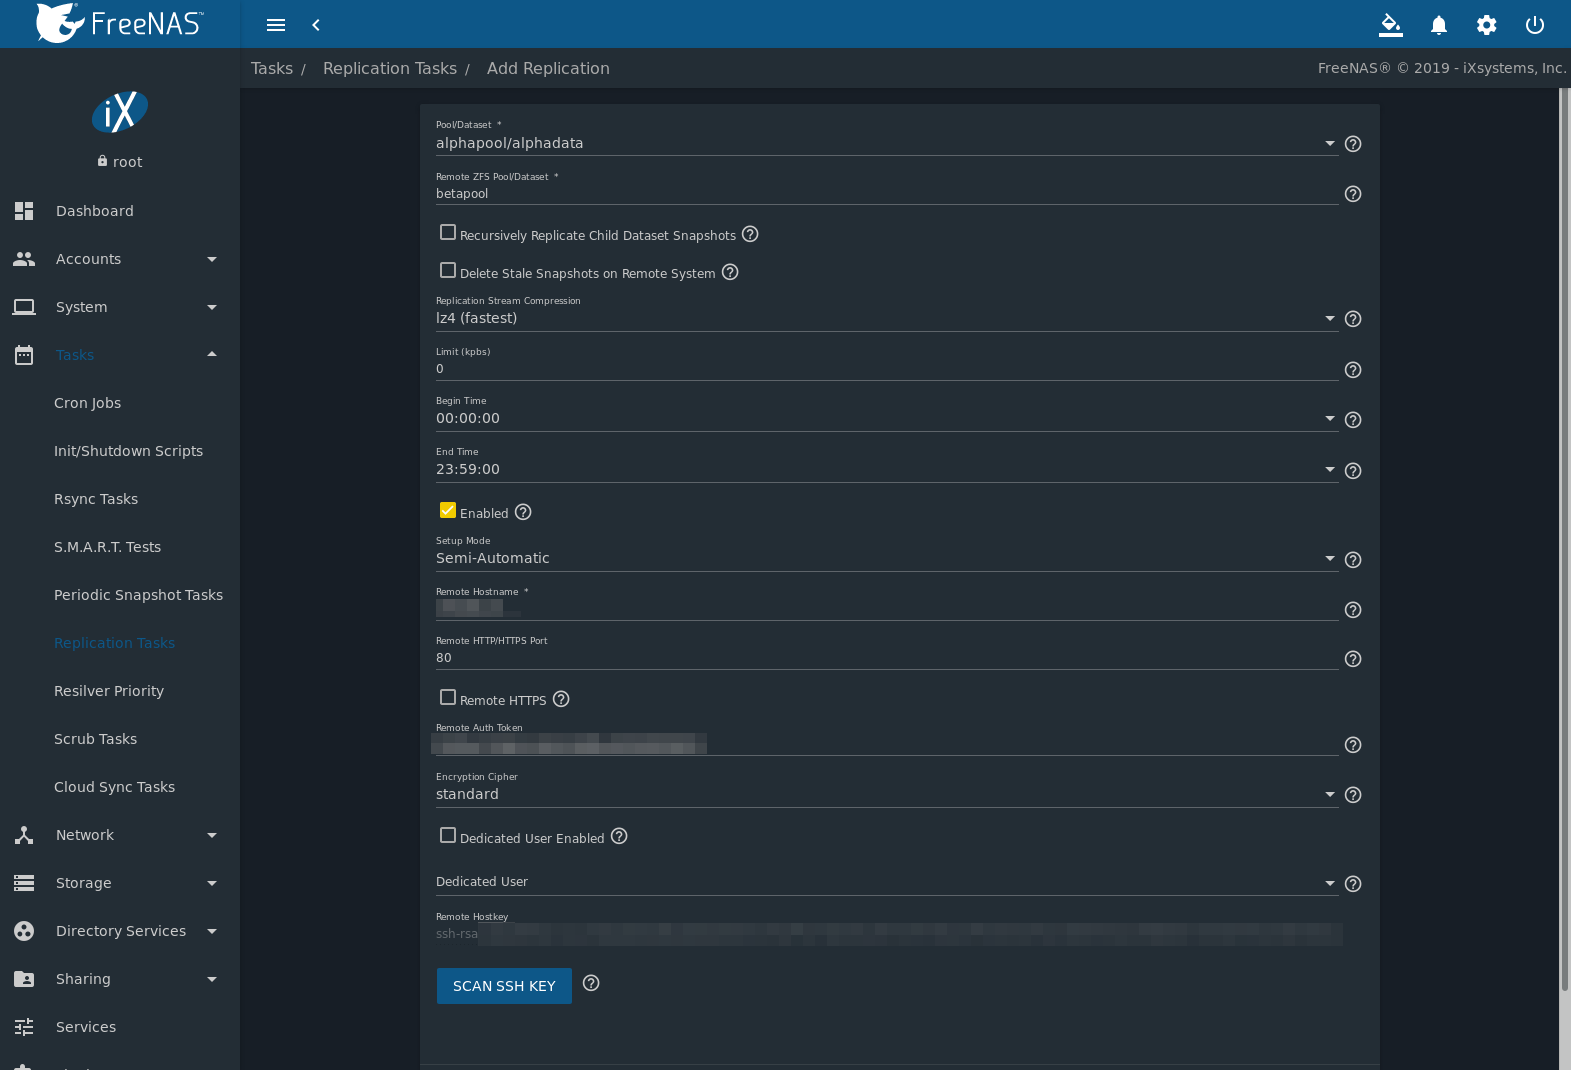 FreeNAS™
Tasks / Replication Tasks / Add Replication
FreeNAS® © 2019 - iXsystems, Inc.
iX
root
Dashboard
Accounts
System
Tasks
Cron Jobs
Init/Shutdown Scripts
Rsync Tasks
S.M.A.R.T. Tests
Periodic Snapshot Tasks
Replication Tasks
Resilver Priority
Scrub Tasks
Cloud Sync Tasks
Network
Storage
Directory Services
Sharing
Services
Pool/Dataset *
alphapool/alphadata
Remote ZFS Pool/Dataset *
betapool
Recursively Replicate Child Dataset Snapshots
Delete Stale Snapshots on Remote System
Replication Stream Compression
lz4 (fastest)
Limit (kpbs)
0
Begin Time
00:00:00
End Time
23:59:00
Enabled
Setup Mode
Semi-Automatic
Remote Hostname *
Remote HTTP/HTTPS Port
80
Remote HTTPS
Remote Auth Token
Encryption Cipher
standard
Dedicated User Enabled
Dedicated User
Remote Hostkey
ssh-rsa
SCAN SSH KEY